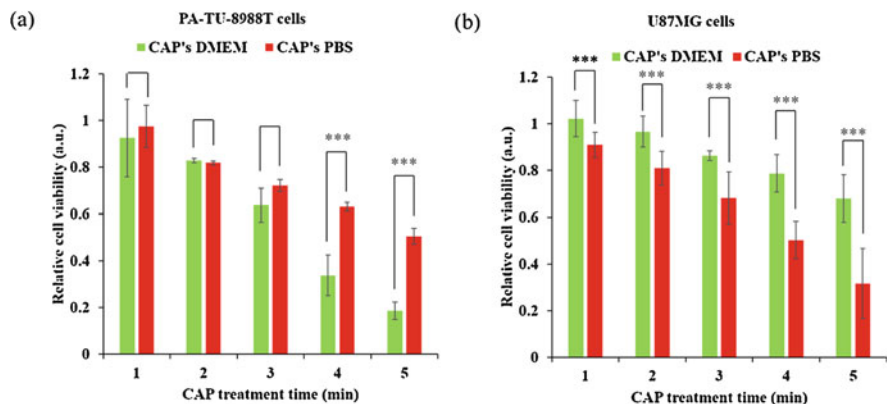 (a)
PA-TU-8988T cells
CAP's DMEM CAP's PBS
Relative cell viability (a.u.)
1.2
1
0.8
0.6
0.4
0.2
0
*** ***
1 2 3 4 5
CAP treatment time (min)
(b)
U87MG cells
CAP's DMEM CAP's PBS
Relative cell viability (a.u.)
1.2
1
0.8
0.6
0.4
0.2
0
*** *** *** *** ***
1 2 3 4 5
CAP treatment time (min)